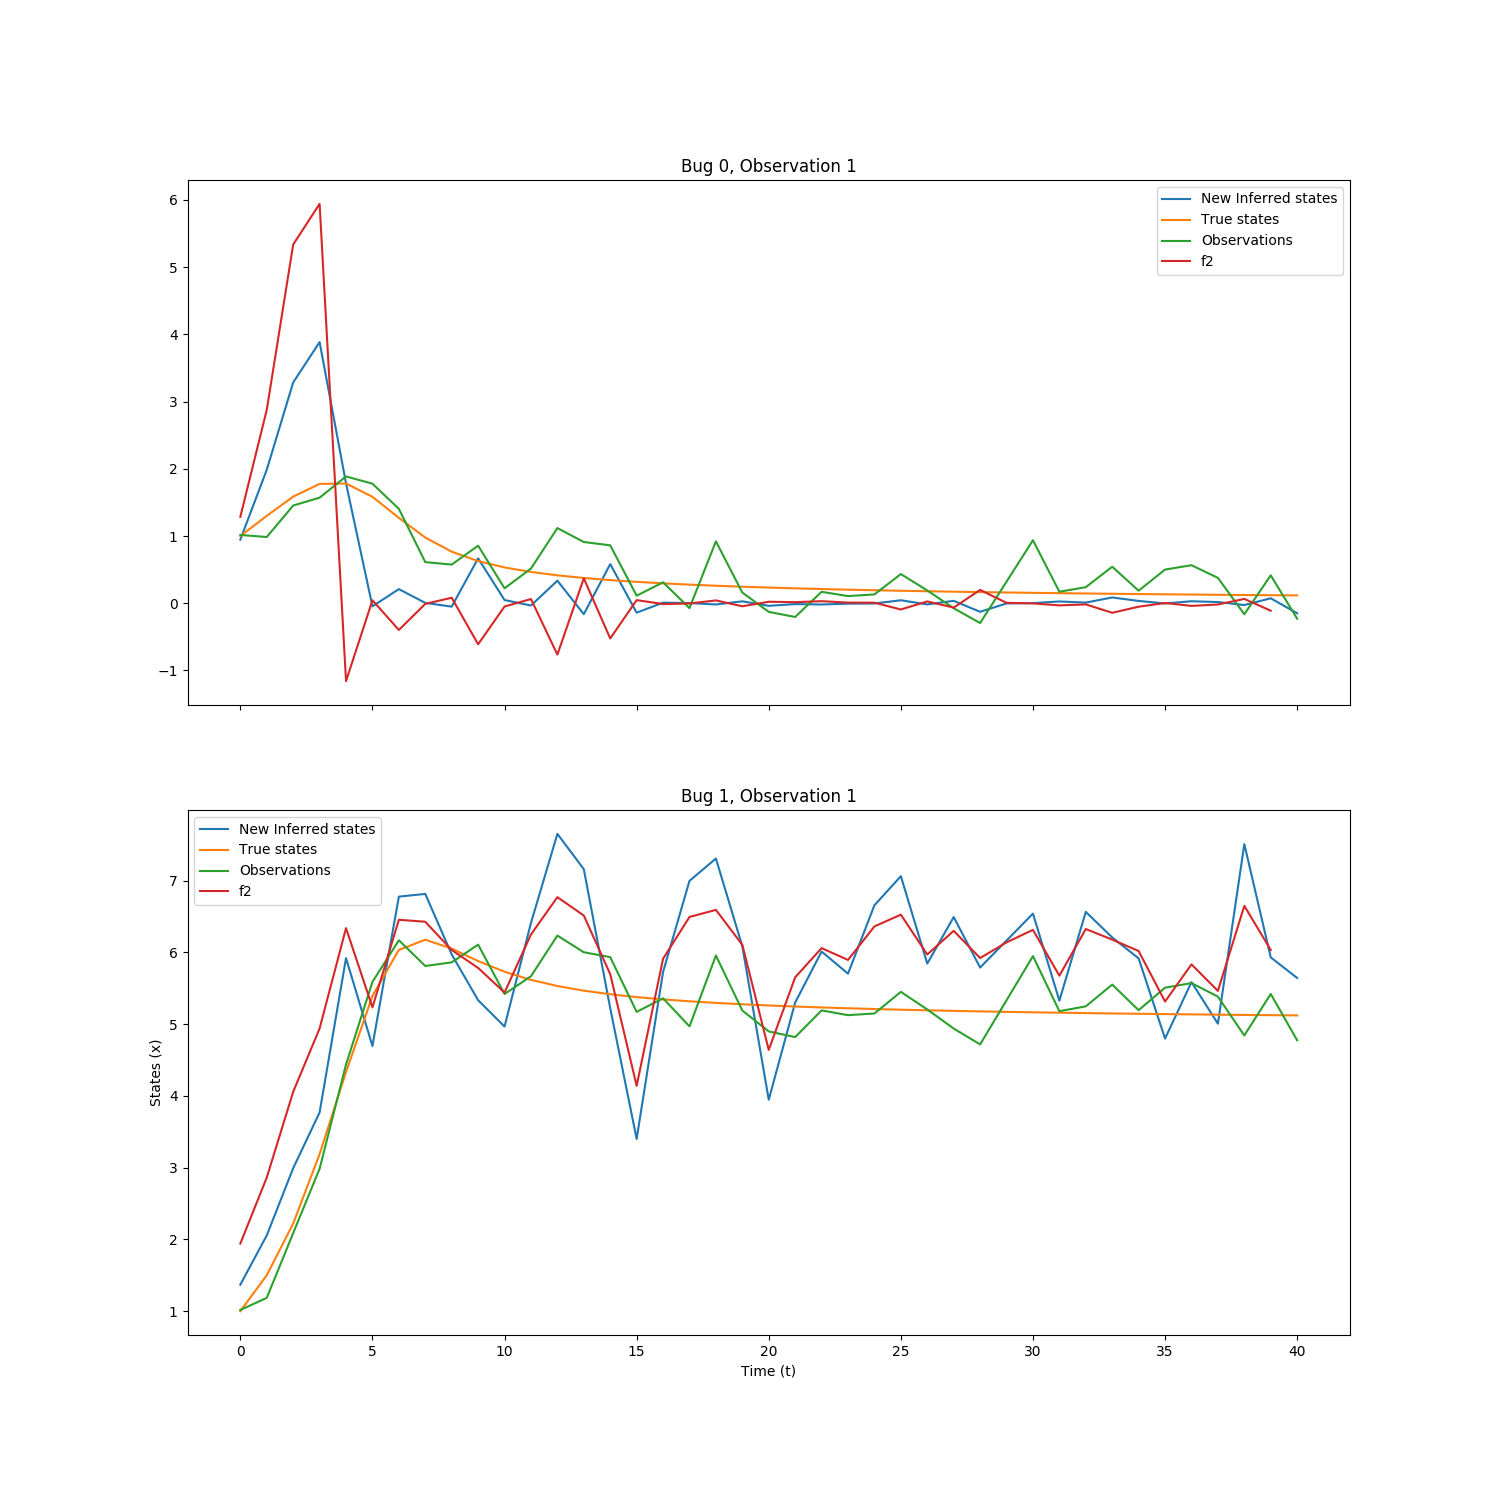 Bug 0, Observation 1
6
5
4
3
2
1
0
−1
New Inferred states
True states
Observations
f2
Bug 1, Observation 1
New Inferred states
True states
Observations
f2
States (x)
7
6
5
4
3
2
1
0 5 10 15 20 25 30 35 40
Time (t)